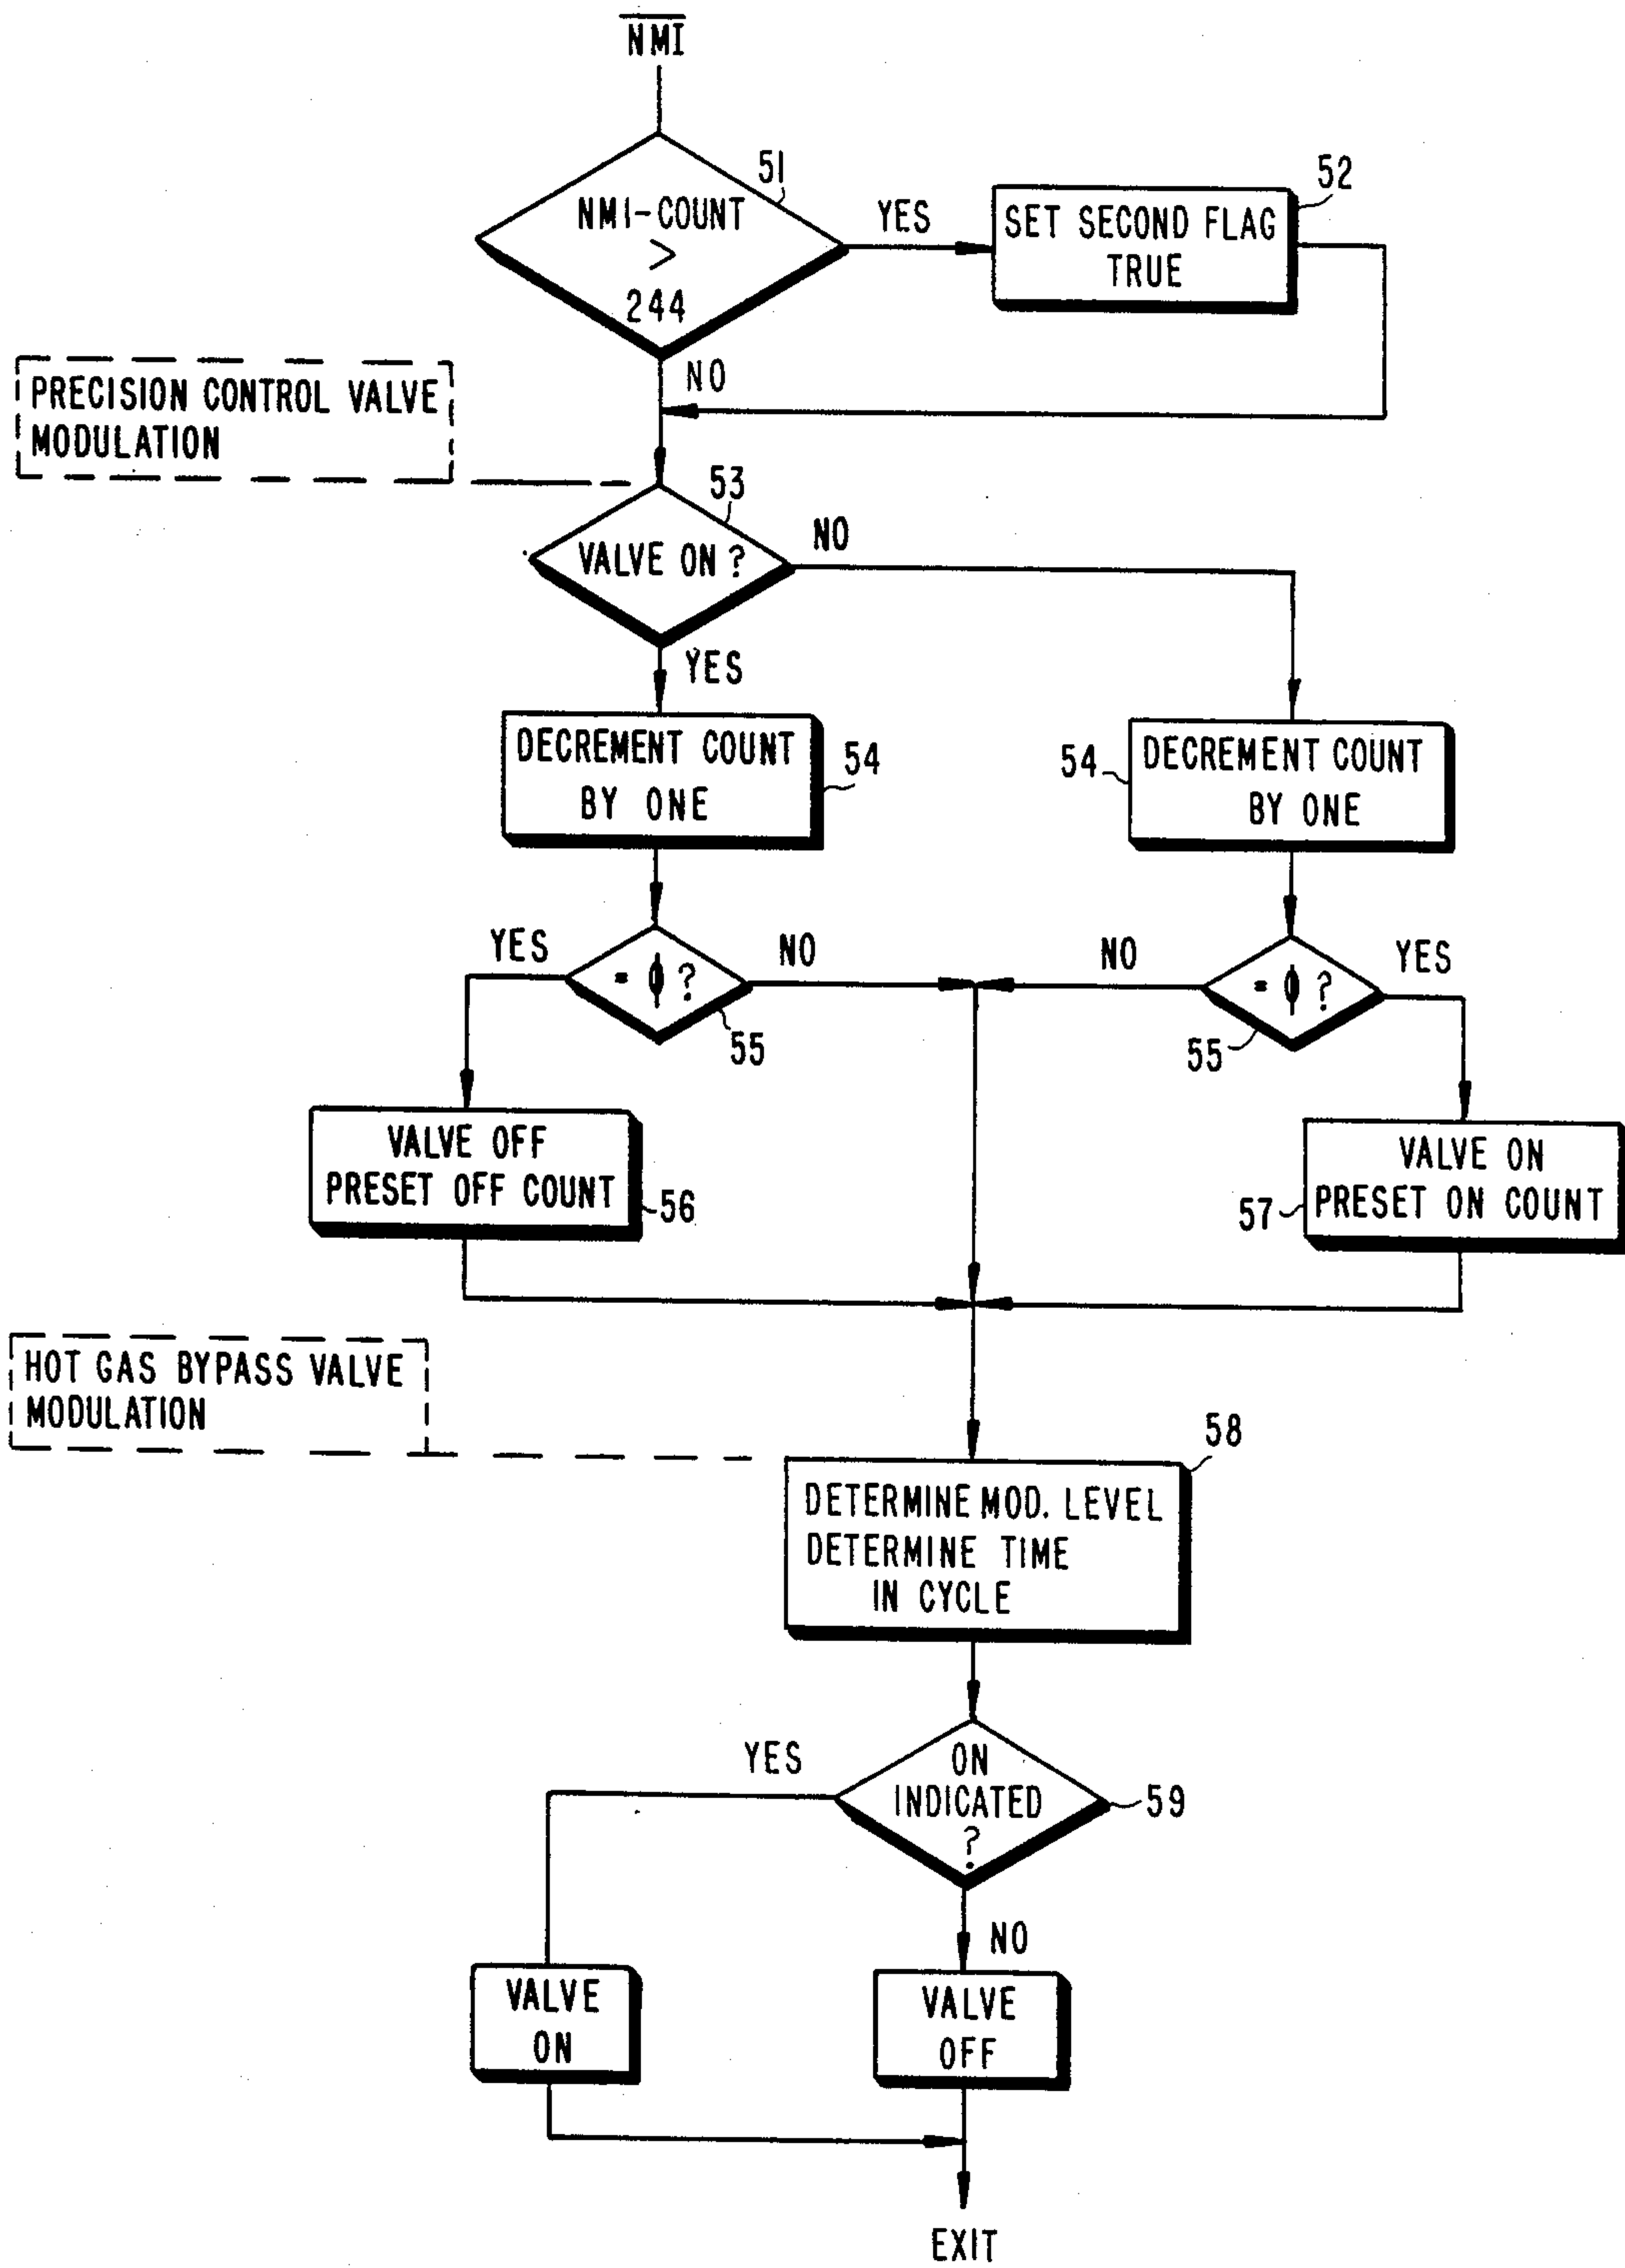 NMI
51
NMI-COUNT
>
244
YES
52
SET SECOND FLAG
TRUE
NO
PRECISION CONTROL VALVE
MODULATION
53
VALVE ON ?
NO
YES
DECREMENT COUNT
BY ONE
54
54
DECREMENT COUNT
BY ONE
YES
= ϕ ?
NO
55
NO
= ϕ ?
YES
55
VALVE OFF
PRESET OFF COUNT
56
57
VALVE ON
PRESET ON COUNT
HOT GAS BYPASS VALVE
MODULATION
58
DETERMINE MOD. LEVEL
DETERMINE TIME
IN CYCLE
YES
ON
INDICATED
?
59
NO
VALVE
ON
VALVE
OFF
EXIT